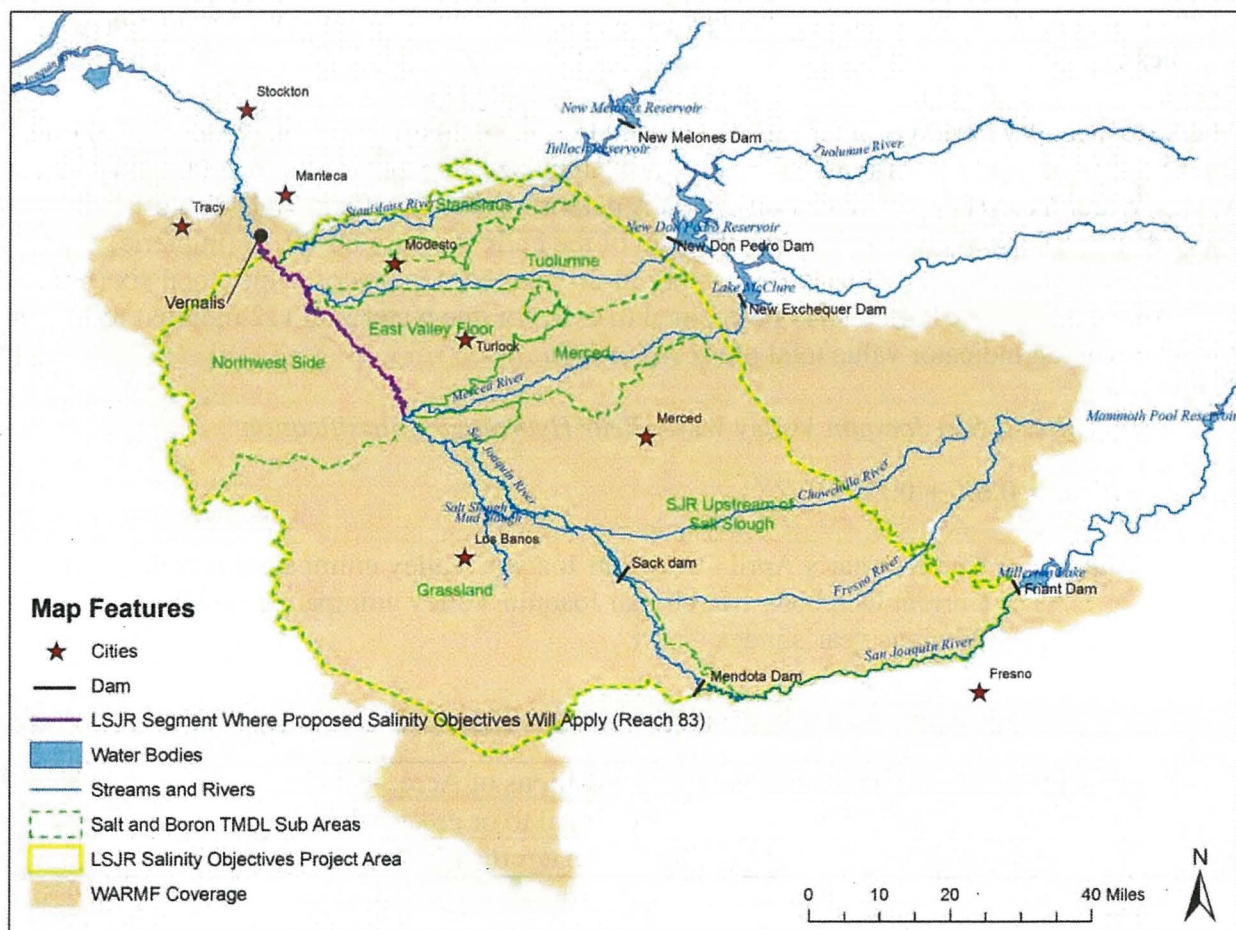 Stockton
New Melones Reservoir
New Melones Dam
Tulloch Reservoir
Tuolumne River
Manteca
Tracy
Stanislaus River
Stanislaus
New Don Pedro Reservoir
New Don Pedro Dam
Modesto
Tuolumne
Vernalis
Lake McClure
New Exchequer Dam
East Valley Floor
Turlock
Northwest Side
Merced
Merced River
Merced
Mammoth Pool Reservoir
Joaquin River
Chowchilla River
SJR Upstream of
Salt Slough
Salt Slough
Mud Slough
Los Banos
Sack dam
Grassland
Fresno River
Millerton Lake
Friant Dam
San Joaquin River
Mendota Dam
Fresno
Map Features
Cities
Dam
LSJR Segment Where Proposed Salinity Objectives Will Apply (Reach 83)
Water Bodies
Streams and Rivers
Salt and Boron TMDL Sub Areas
LSJR Salinity Objectives Project Area
WARMF Coverage
N
0 10 20 40 Miles